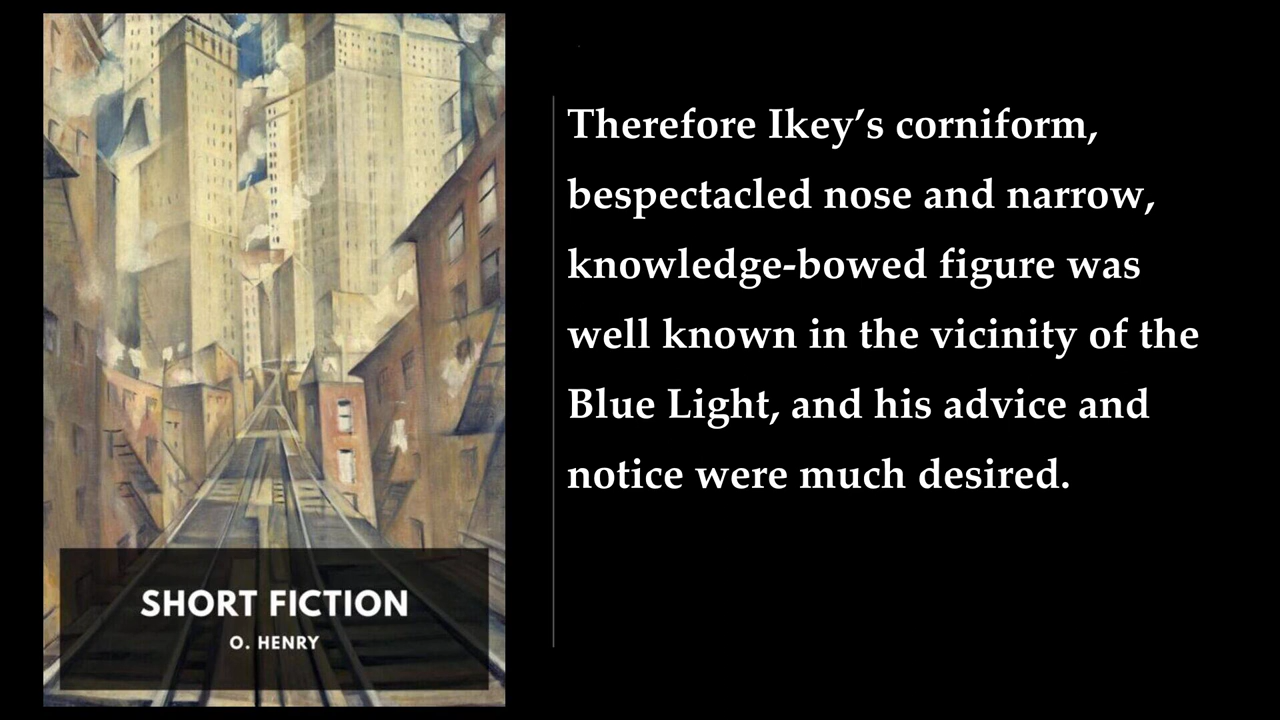 Therefore Ikey’s corniform,
bespectacled nose and narrow,
knowledge-bowed figure was
well known in the vicinity of the
Blue Light, and his advice and
notice were much desired.
SHORT FICTION
O. HENRY